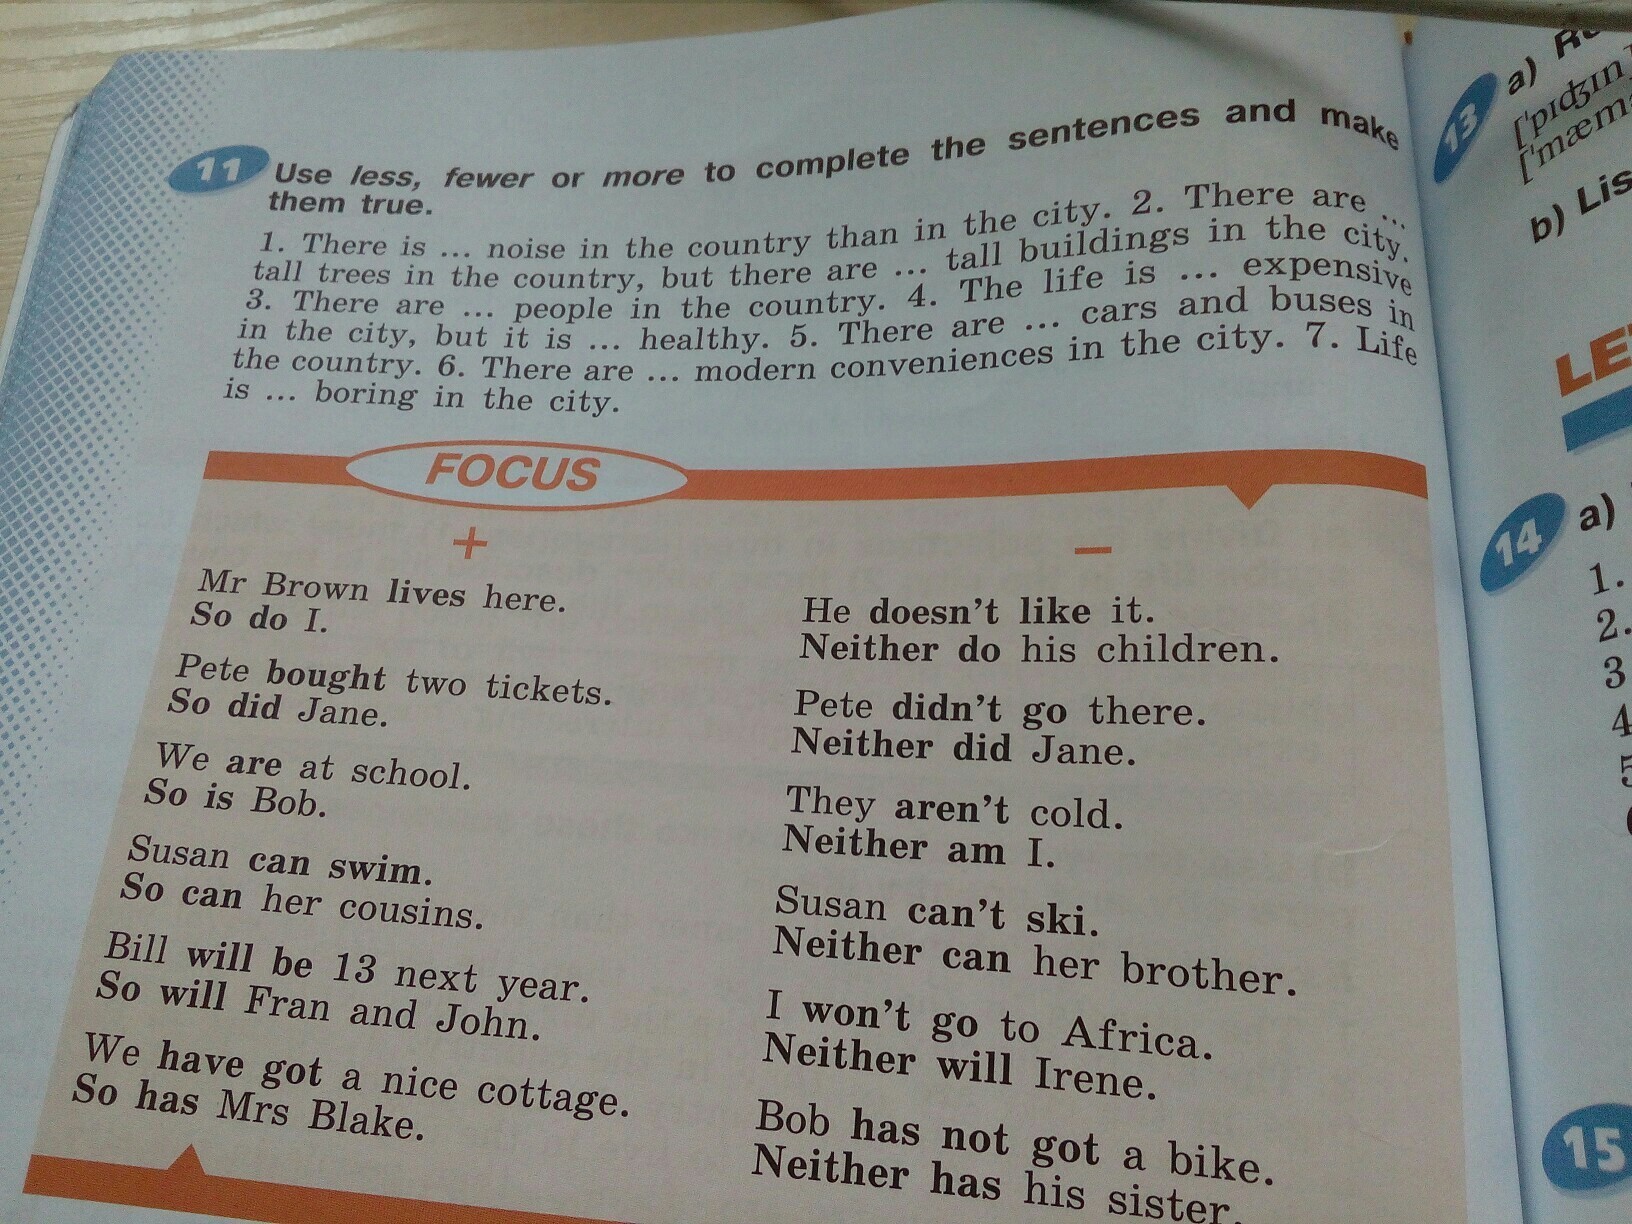 11 Use less, fewer or more to complete the sentences and make
them true.
1. There is ... noise in the country than in the city. 2. There are ...
tall trees in the country, but there are ... tall buildings in the city.
3. There are ... people in the country. 4. The life is ... expensive
in the city, but it is ... healthy. 5. There are ... cars and buses in
the country. 6. There are ... modern conveniences in the city. 7. Life
is ... boring in the city.
FOCUS
+
Mr Brown lives here.
So do I.
Pete bought two tickets.
So did Jane.
We are at school.
So is Bob.
Susan can swim.
So can her cousins.
Bill will be 13 next year.
So will Fran and John.
We have got a nice cottage.
So has Mrs Blake.
–
He doesn't like it.
Neither do his children.
Pete didn't go there.
Neither did Jane.
They aren't cold.
Neither am I.
Susan can't ski.
Neither can her brother.
I won't go to Africa.
Neither will Irene.
Bob has not got a bike.
Neither has his sister.
13 a)
['pɪdʒɪn
['mæm
b) Lis
LE
14 a)
1.
2.
3
4
5
15